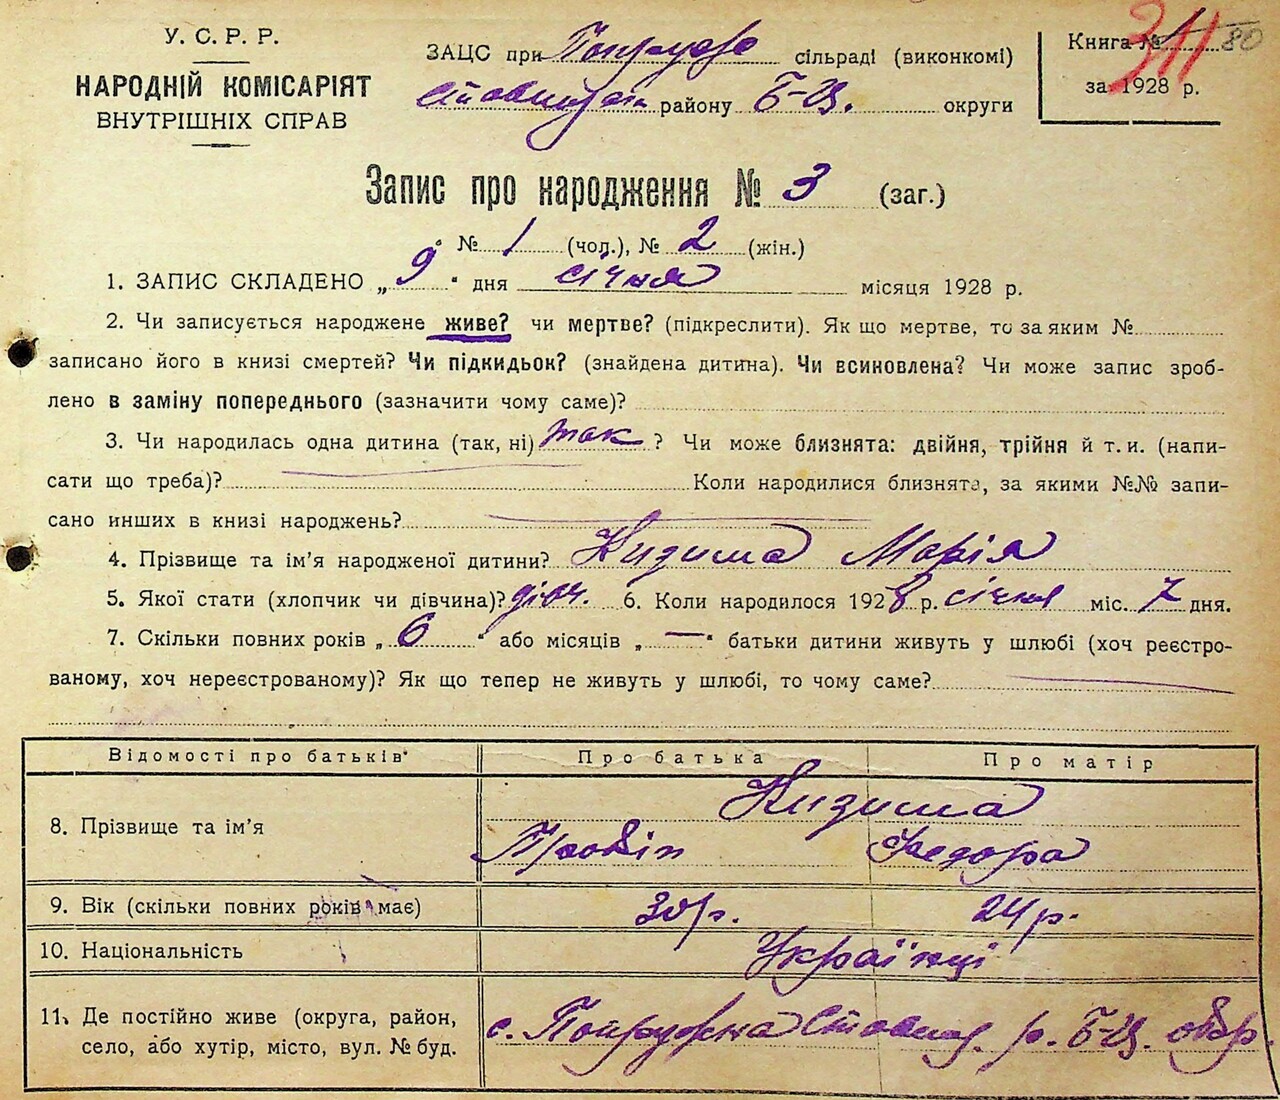 У. С. Р. Р.
НАРОДНІЙ КОМІСАРІЯТ
ВНУТРІШНІХ СПРАВ
ЗАЦС при сільраді (виконкомі)
району Б-Ц. округи
Книга № 311 80
за 1928 р.
Запис про народження № 3 (заг.)
№ 1 (чол.), № 2 (жін.)
1. ЗАПИС СКЛАДЕНО „ 9 “ дня січня місяця 1928 р.
2. Чи записується народжене живе? чи мертве? (підкреслити). Як що мертве, то за яким №
записано його в книзі смертей? Чи підкидьок? (знайдена дитина). Чи всиновлена? Чи може запис зроб-
лено в заміну попереднього (зазначити чому саме)?
3. Чи народилась одна дитина (так, ні) так ? Чи може близнята: двійня, трійня й т. и. (напи-
сати що треба)? Коли народилися близнята, за якими №№ запи-
сано инших в книзі народжень?
4. Прізвище та ім’я народженої дитини? Кизима Марія
5. Якої стати (хлопчик чи дівчина)? дівч. 6. Коли народилося 1928 р. січня міс. 7 дня.
7. Скільки повних років „ 6 “ або місяців „ — “ батьки дитини живуть у шлюбі (хоч реєстро-
ваному, хоч нереєстрованому)? Як що тепер не живуть у шлюбі, то чому саме?
Відомості про батьків Про батька Про матір
Кизима
8. Прізвище та ім’я Федора
9. Вік (скільки повних років має) 30 р. 24 р.
10. Національність Українці
11. Де постійно живе (округа, район, с. р. Б-Ц. окр.
село, або хутір, місто, вул. № буд.